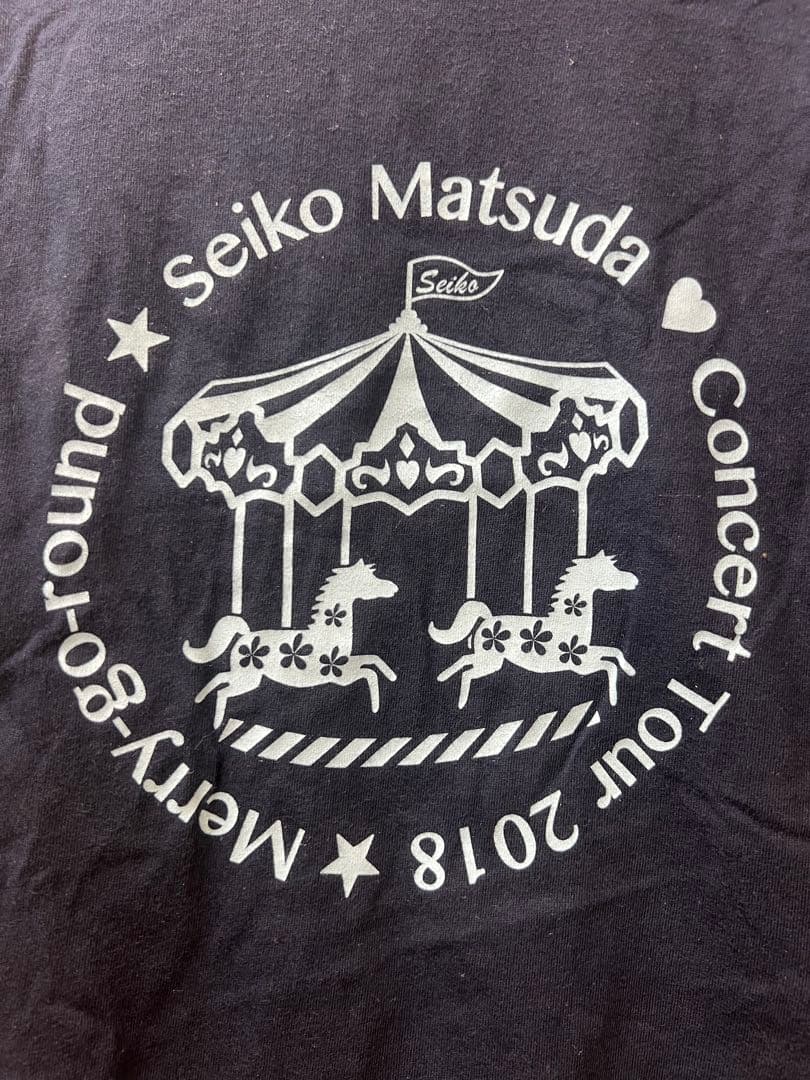 Seiko Matsuda ♥ Concert Tour 2018 ★ Merry-go-round ★
Seiko